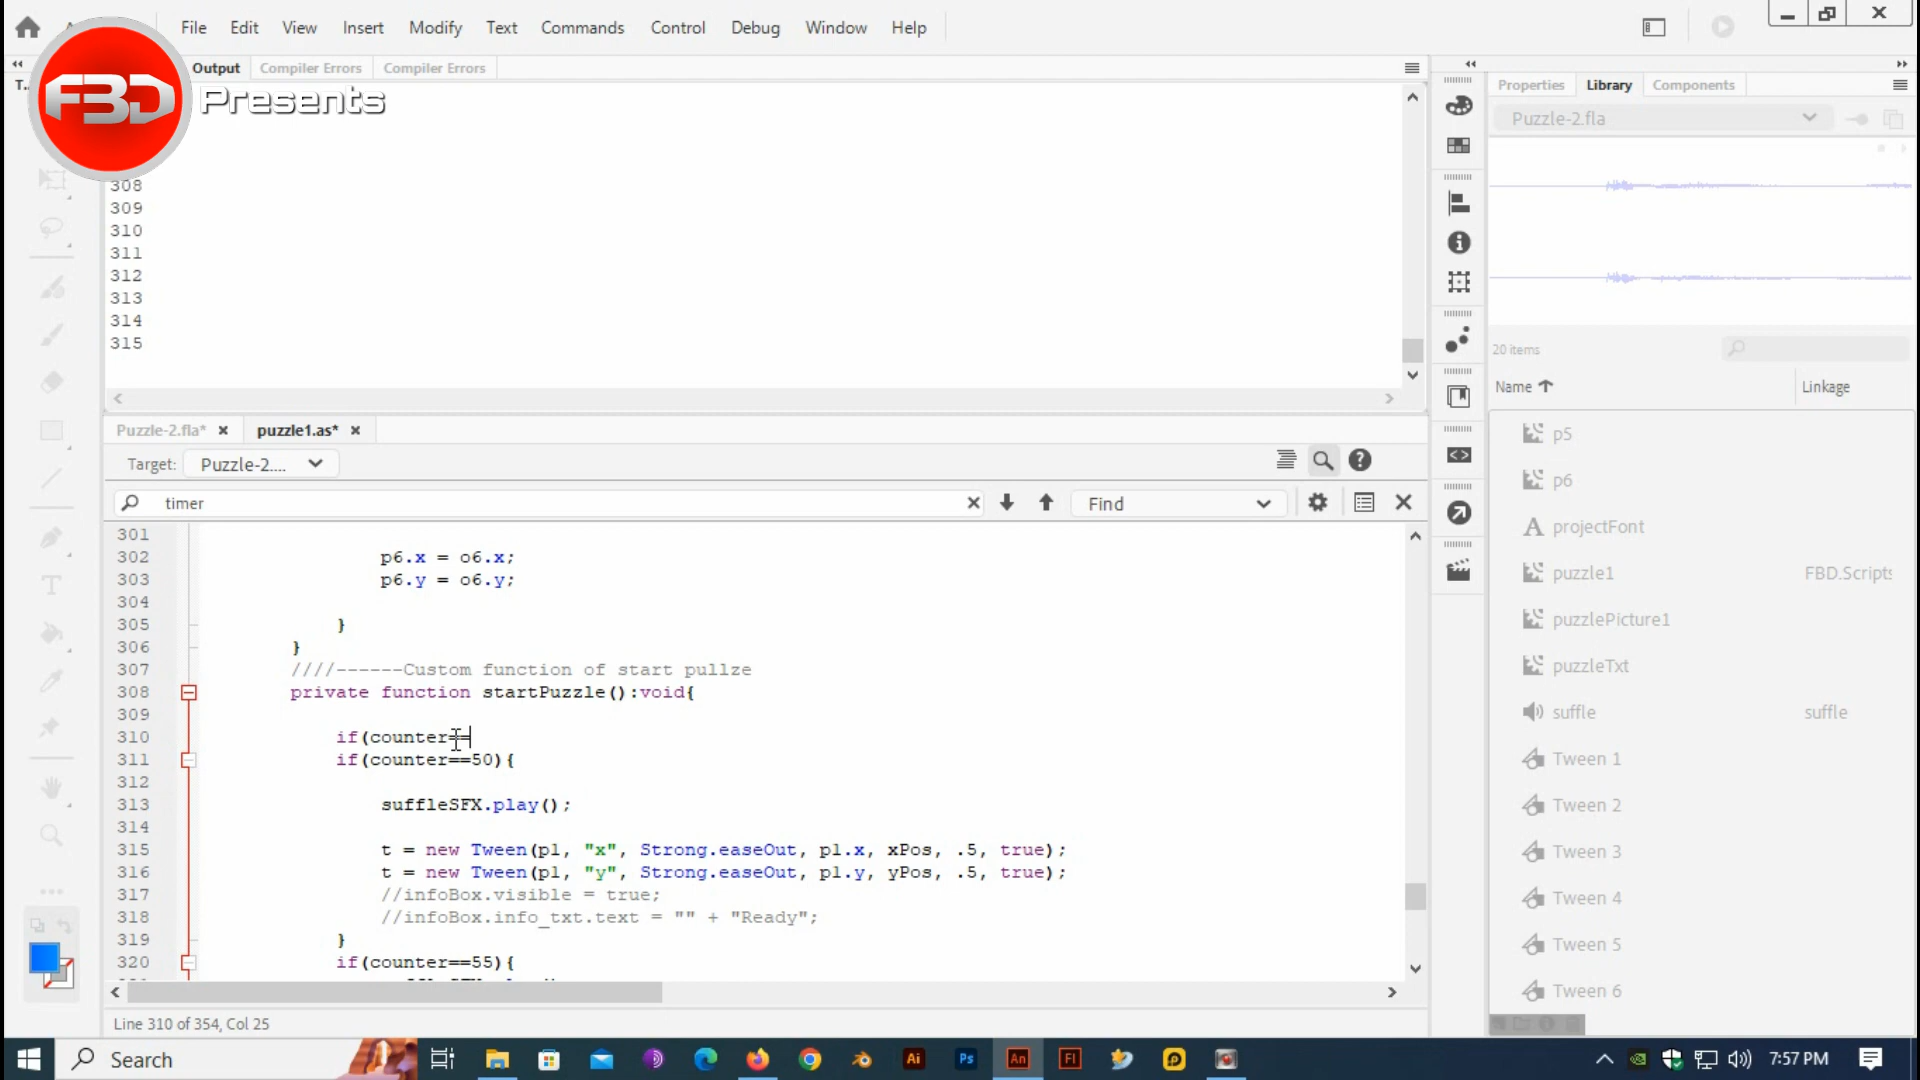 File Edit View Insert Modify Text Commands Control Debug Window Help
FBD Presents
T...
Output Compiler Errors Compiler Errors
308
309
310
311
312
313
314
315
Puzzle-2.fla* puzzle1.as*
Target: Puzzle-2....
timer Find
301
302 p6.x = o6.x;
303 p6.y = o6.y;
304
305 }
306 }
307 ////------Custom function of start pullze
308 private function startPuzzle():void{
309
310 if(counter==
311 if(counter==50){
312
313 suffleSFX.play();
314
315 t = new Tween(p1, "x", Strong.easeOut, p1.x, xPos, .5, true);
316 t = new Tween(p1, "y", Strong.easeOut, p1.y, yPos, .5, true);
317 //infoBox.visible = true;
318 //infoBox.info_txt.text = "" + "Ready";
319 }
320 if(counter==55){
Line 310 of 354, Col 25
Properties Library Components
Puzzle-2.fla
20 items
Name Linkage
p5
p6
projectFont
puzzle1 FBD.Scripts
puzzlePicture1
puzzleTxt
suffle suffle
Tween 1
Tween 2
Tween 3
Tween 4
Tween 5
Tween 6
Search Ai Ps An Fl 7:57 PM